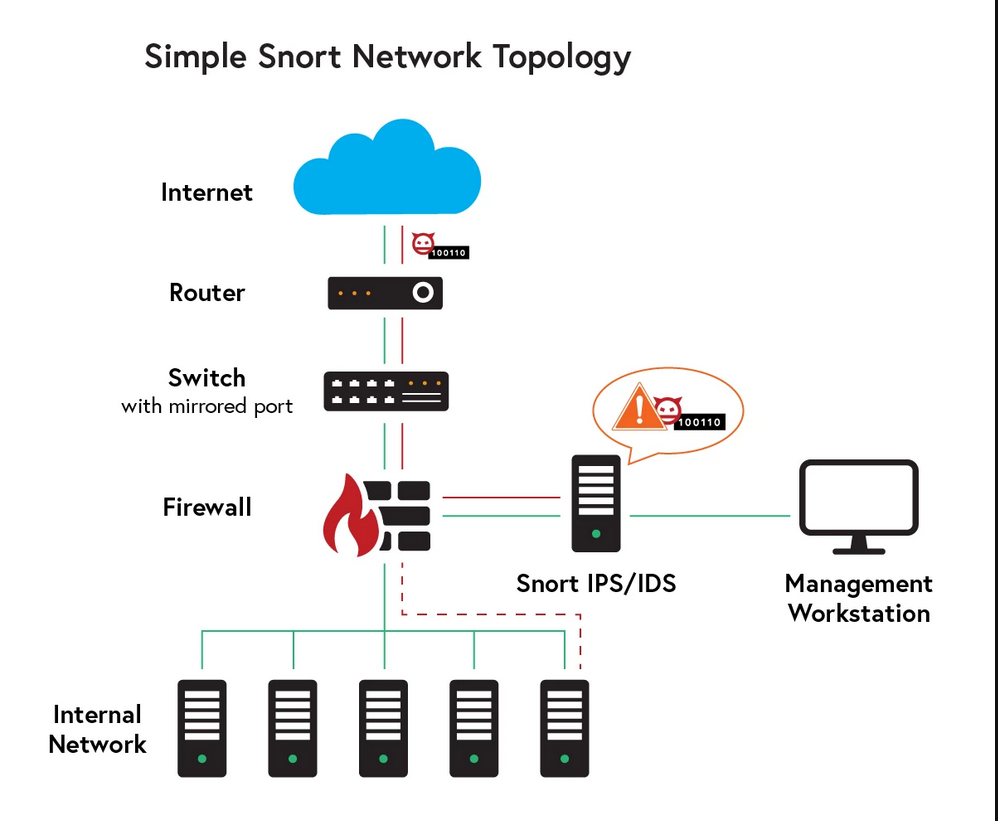 Simple Snort Network Topology
Internet
100110
Router
Switch
with mirrored port
100110
Firewall
Snort IPS/IDS
Management
Workstation
Internal
Network